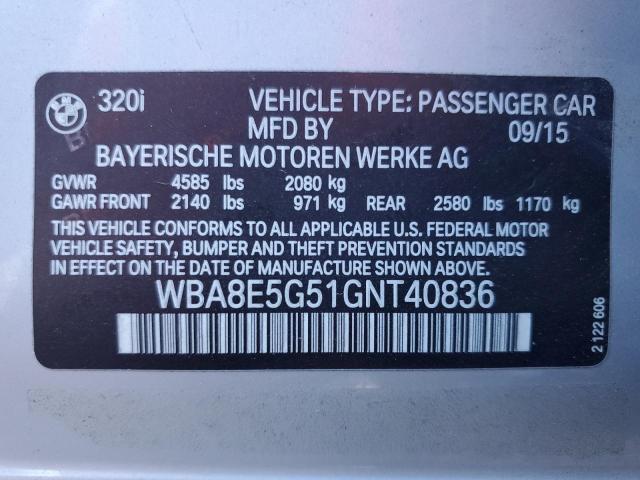 320i VEHICLE TYPE: PASSENGER CAR
MFD BY 09/15
BAYERISCHE MOTOREN WERKE AG
GVWR 4585 lbs 2080 kg
GAWR FRONT 2140 lbs 971 kg REAR 2580 lbs 1170 kg
THIS VEHICLE CONFORMS TO ALL APPLICABLE U.S. FEDERAL MOTOR
VEHICLE SAFETY, BUMPER AND THEFT PREVENTION STANDARDS
IN EFFECT ON THE DATE OF MANUFACTURE SHOWN ABOVE.
WBA8E5G51GNT40836
2 122 606